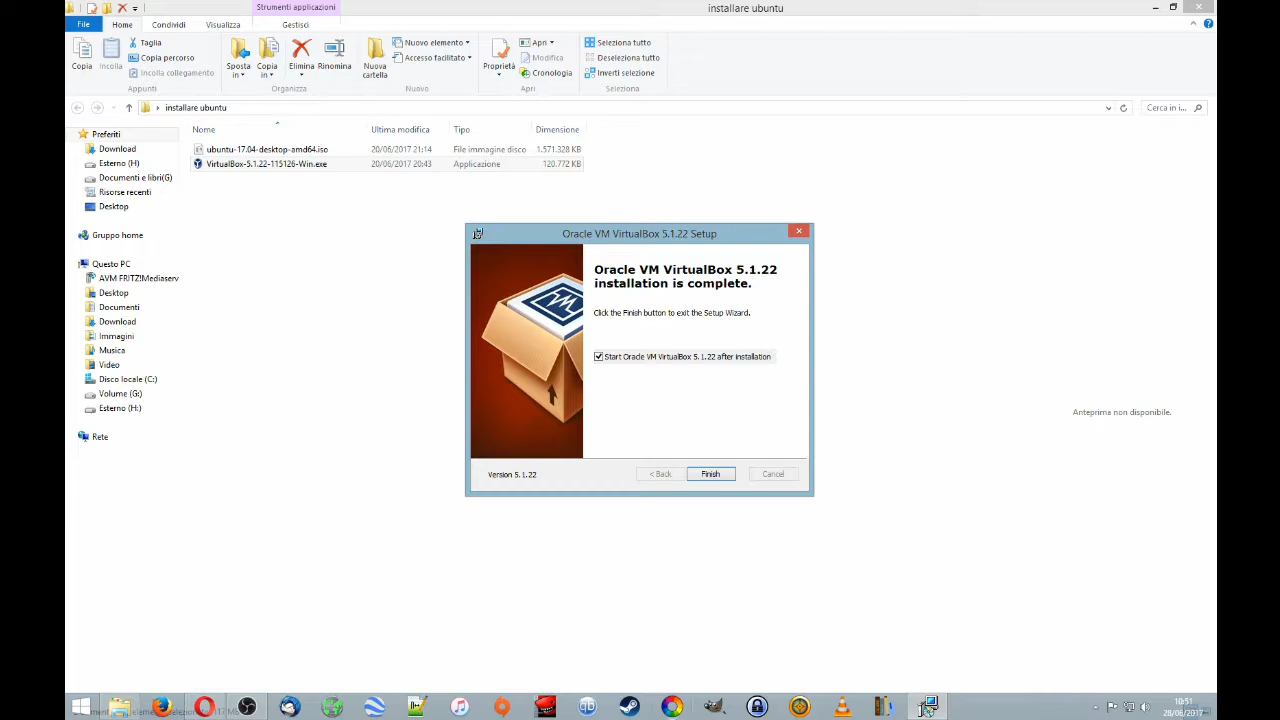 Strumenti applicazioni
installare ubuntu
File
Home
Condividi
Visualizza
Gestisci
Copia
Incolla
Taglia
Copia percorso
Incolla collegamento
Appunti
Sposta in
Copia in
Elimina
Rinomina
Organizza
Nuova cartella
Nuovo elemento
Accesso facilitato
Nuovo
Proprietà
Apri
Modifica
Cronologia
Apri
Seleziona tutto
Deseleziona tutto
Inverti selezione
Seleziona
installare ubuntu
Cerca in i...
Preferiti
Download
Esterno (H)
Documenti e libri(G)
Risorse recenti
Desktop
Gruppo home
Questo PC
AVM FRITZ!Mediaserv
Desktop
Documenti
Download
Immagini
Musica
Video
Disco locale (C:)
Volume (G:)
Esterno (H:)
Rete
Nome Ultima modifica Tipo Dimensione
ubuntu-17.04-desktop-amd64.iso 20/06/2017 21:14 File immagine disco 1.571.328 KB
VirtualBox-5.1.22-115126-Win.exe 20/06/2017 20:43 Applicazione 120.772 KB
Oracle VM VirtualBox 5.1.22 Setup
Oracle VM VirtualBox 5.1.22
installation is complete.
Click the Finish button to exit the Setup Wizard.
Start Oracle VM VirtualBox 5.1.22 after installation
Version 5.1.22
< Back
Finish
Cancel
Anteprima non disponibile.
10:51
28/06/2017